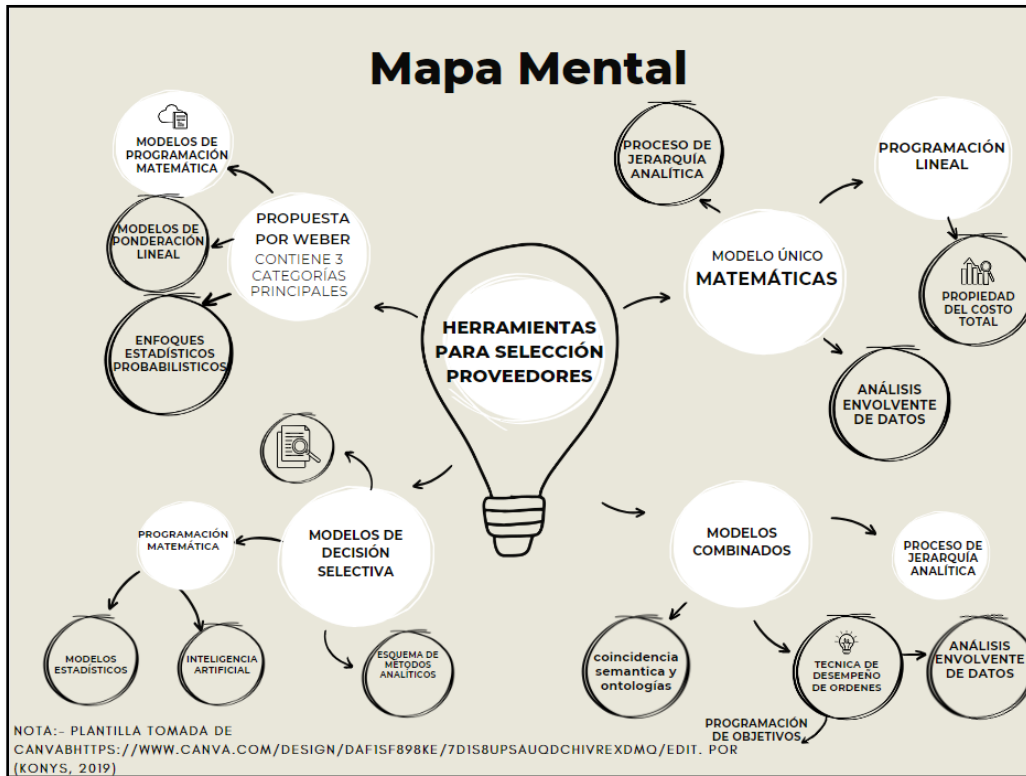 Mapa Mental
MODELOS DE
PROGRAMACIÓN
MATEMÁTICA
MODELOS DE
PONDERACIÓN
LINEAL
ENFOQUES
ESTADÍSTICOS
PROBABILISTICOS
PROPUESTA
POR WEBER
CONTIENE 3
CATEGORÍAS
PRINCIPALES
HERRAMIENTAS
PARA SELECCIÓN
PROVEEDORES
PROCESO DE
JERARQUÍA
ANALÍTICA
MODELO ÚNICO
MATEMÁTICAS
PROGRAMACIÓN
LINEAL
PROPIEDAD
DEL COSTO
TOTAL
ANÁLISIS
ENVOLVENTE
DE DATOS
MODELOS DE
DECISIÓN
SELECTIVA
PROGRAMACIÓN
MATEMÁTICA
MODELOS
ESTADÍSTICOS
INTELIGENCIA
ARTIFICIAL
ESQUEMA DE
METODOS
ANALÍTICOS
MODELOS
COMBINADOS
PROCESO DE
JERARQUÍA
ANALÍTICA
coincidencia
semantica y
ontologías
TECNICA DE
DESEMPEÑO
DE ORDENES
ANÁLISIS
ENVOLVENTE
DE DATOS
PROGRAMACIÓN
DE OBJETIVOS
NOTA:- PLANTILLA TOMADA DE
CANVABHTTPS://WWW.CANVA.COM/DESIGN/DAF1SF898KE/7D1S8UPSAUQDCHIVREXDMQ/EDIT. POR
(KONYS, 2019)